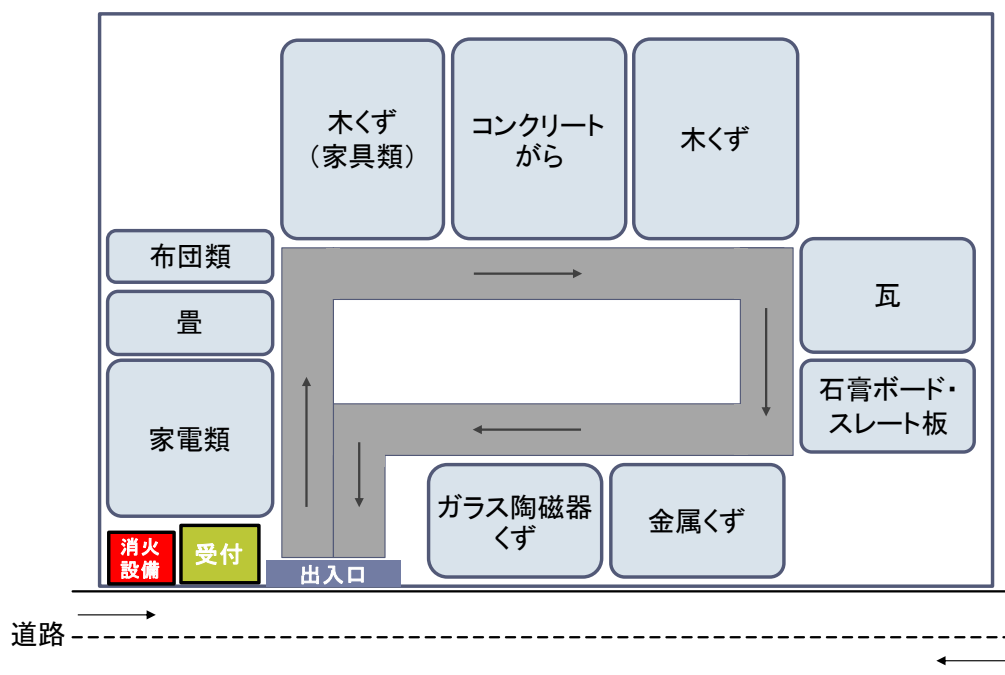 木くず
（家具類）
コンクリート
がら
木くず
布団類
畳
家電類
瓦
石膏ボード・
スレート板
ガラス陶磁器
くず
金属くず
消火
設備
受付
出入口
道路